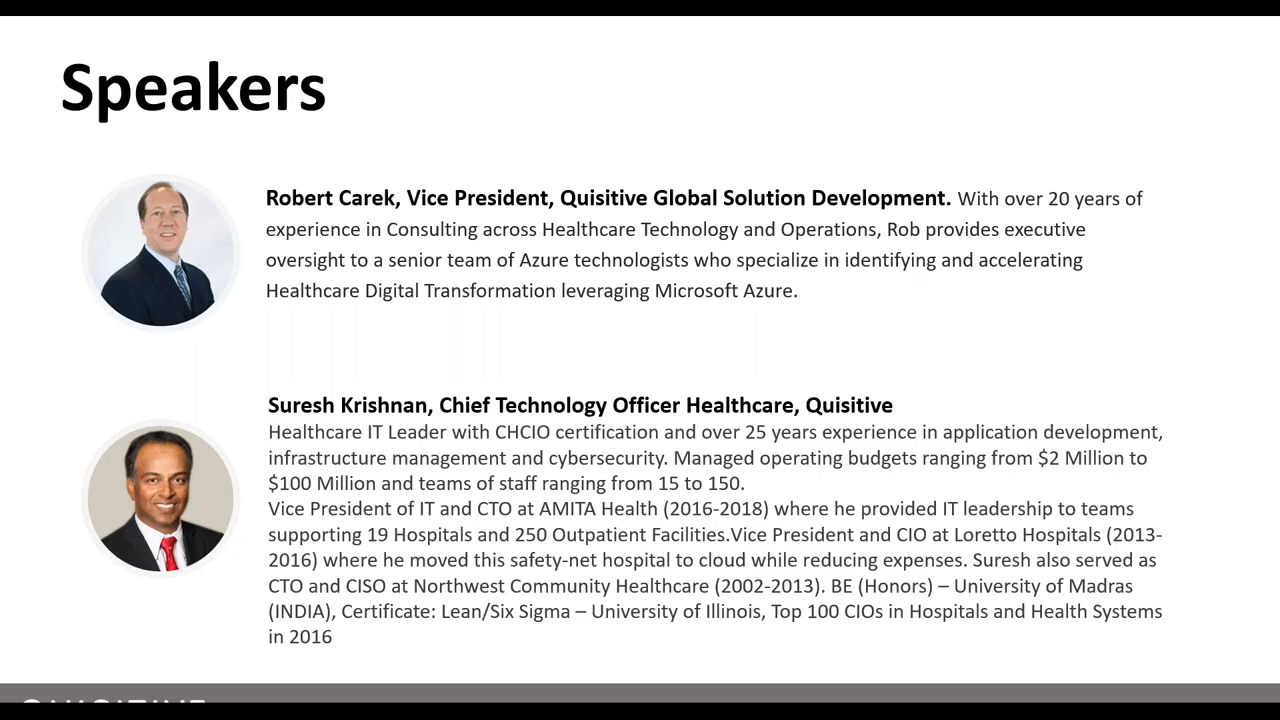 Speakers
Robert Carek, Vice President, Quisitive Global Solution Development. With over 20 years of
experience in Consulting across Healthcare Technology and Operations, Rob provides executive
oversight to a senior team of Azure technologists who specialize in identifying and accelerating
Healthcare Digital Transformation leveraging Microsoft Azure.
Suresh Krishnan, Chief Technology Officer Healthcare, Quisitive
Healthcare IT Leader with CHCIO certification and over 25 years experience in application development,
infrastructure management and cybersecurity. Managed operating budgets ranging from $2 Million to
$100 Million and teams of staff ranging from 15 to 150.
Vice President of IT and CTO at AMITA Health (2016-2018) where he provided IT leadership to teams
supporting 19 Hospitals and 250 Outpatient Facilities.Vice President and CIO at Loretto Hospitals (2013-
2016) where he moved this safety-net hospital to cloud while reducing expenses. Suresh also served as
CTO and CISO at Northwest Community Healthcare (2002-2013). BE (Honors) – University of Madras
(INDIA), Certificate: Lean/Six Sigma – University of Illinois, Top 100 CIOs in Hospitals and Health Systems
in 2016